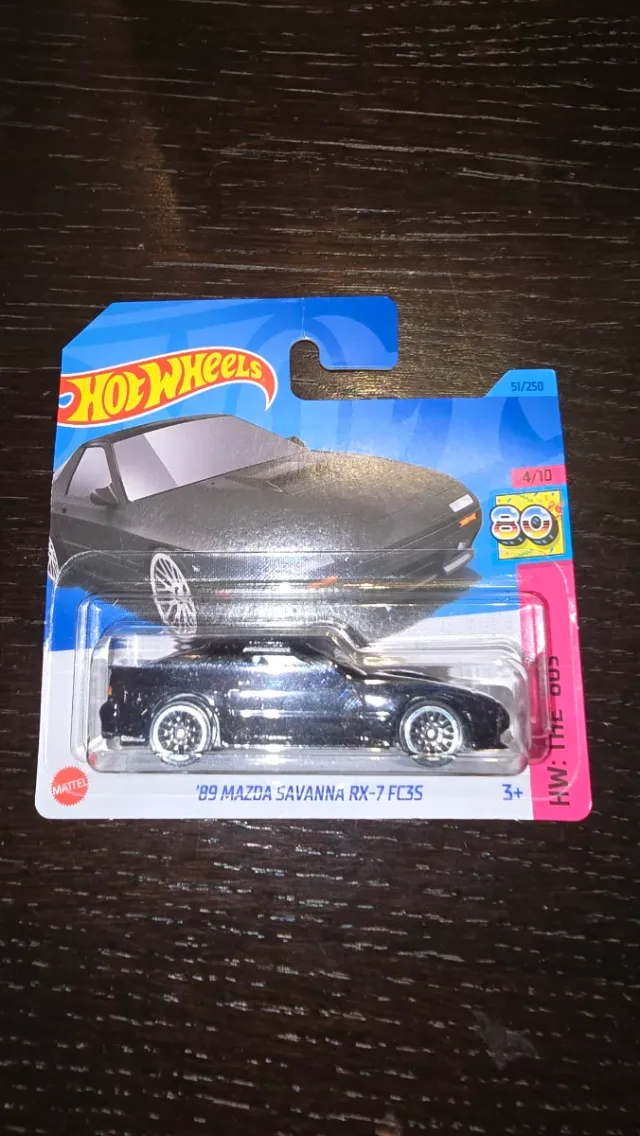 HOT WHEELS
51/250
4/10
80
HW: THE '80s
MATTEL
'89 MAZDA SAVANNA RX-7 FC3S
3+